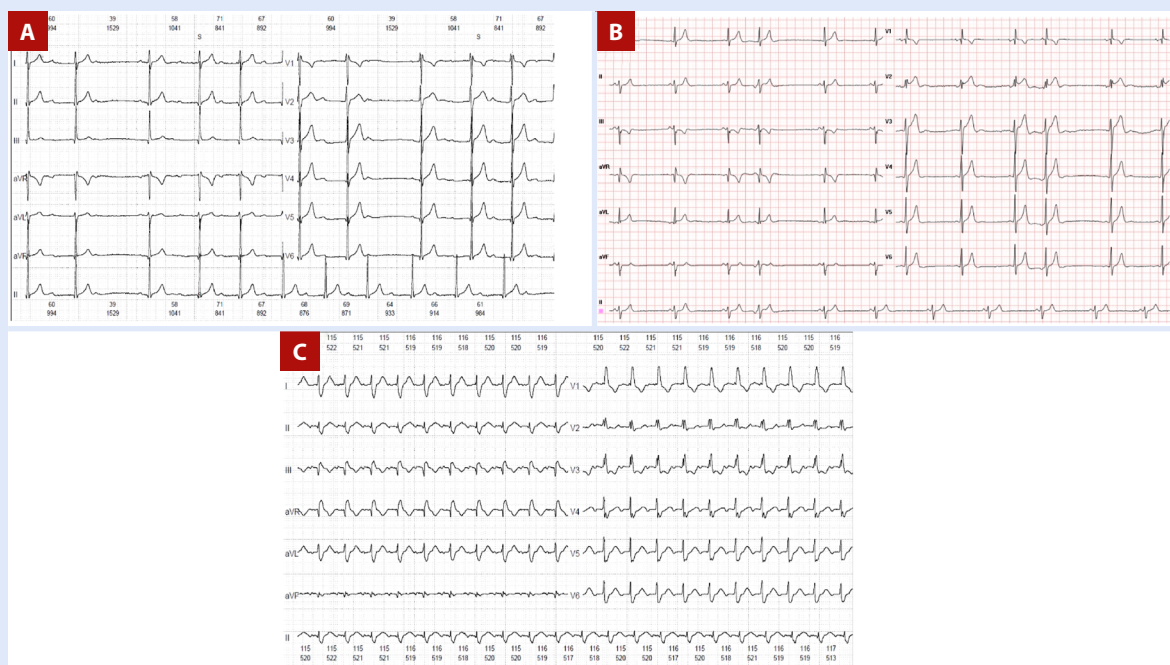 A
60 39 58 71 67 60 39 58 71 67
994 1529 1041 841 892 994 1529 1041 841 892
S S
I V1
II V2
III V3
aVR V4
aVL V5
aVF V6
II
60 39 58 71 67 68 69 64 66 61
994 1529 1041 841 892 876 871 933 914 984
B
V1
II V2
III V3
aVR V4
aVL V5
aVF V6
II
C
115 115 115 116 116 116 115 115 116 115 115 115 115 116 116 116 115 115 116
522 521 521 519 519 518 520 520 519 520 522 521 521 519 519 518 520 520 519
I V1
II V2
III V3
aVR V4
aVL V5
aVF V6
II
115 115 115 115 116 116 116 115 115 116 116 116 115 115 116 116 115 116 116 116 117
520 522 521 521 519 519 518 520 520 519 517 518 520 520 517 520 518 521 519 519 513